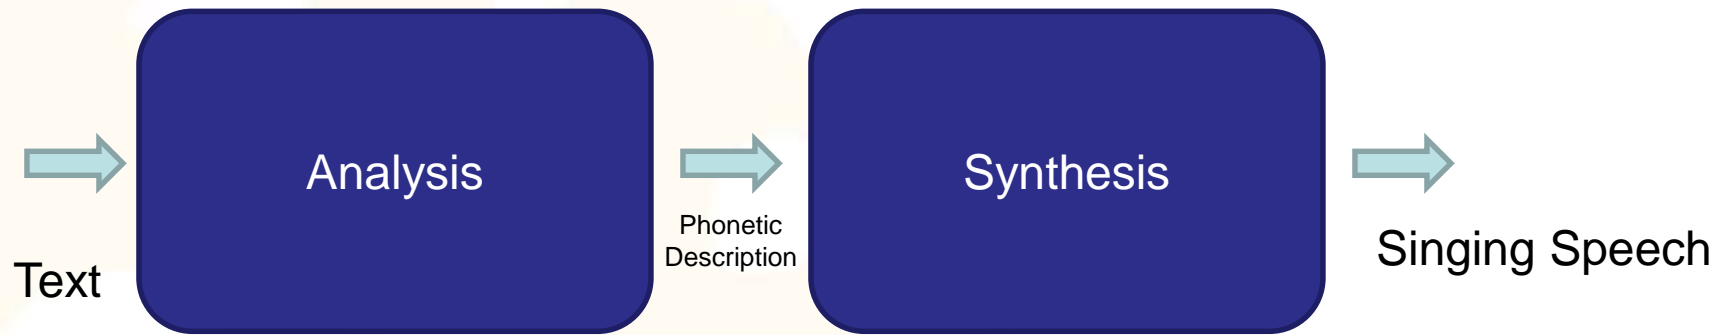 Text
Analysis
Phonetic
Description
Synthesis
Singing Speech